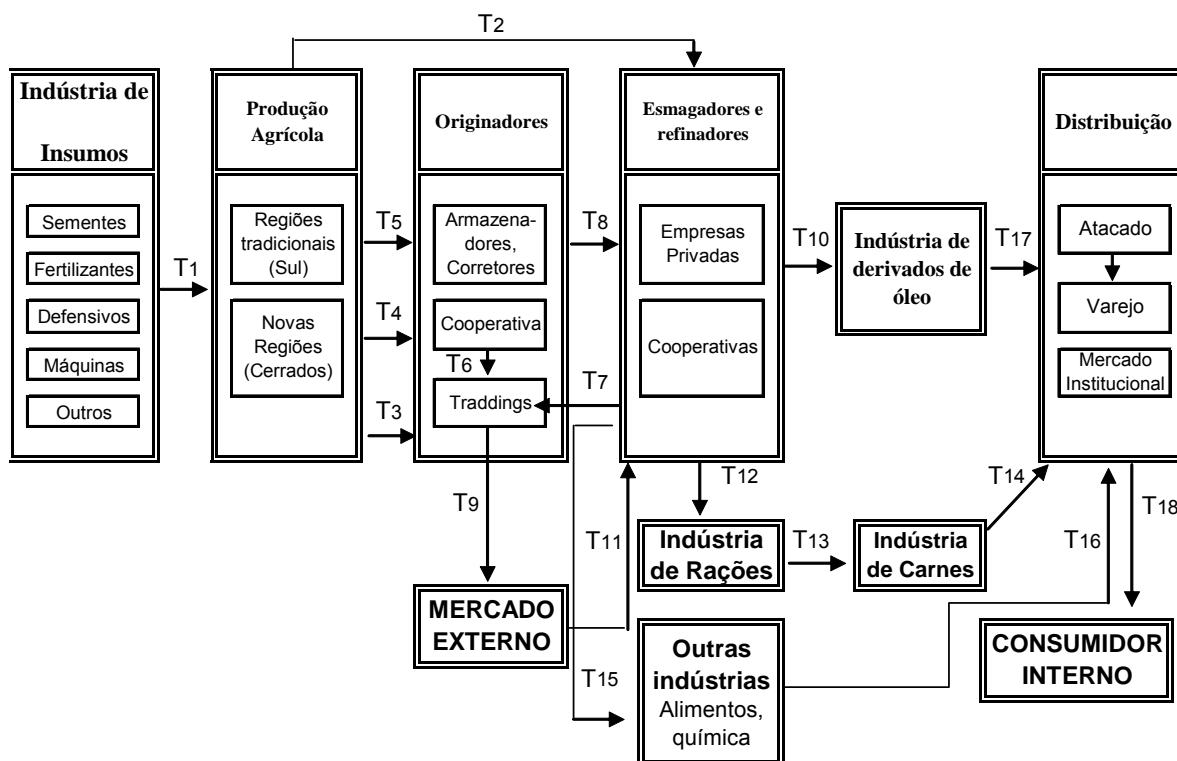 T2
Indústria de
Insumos
Produção
Agrícola
Originadores
Esmagadores e
refinadores
Distribuição
Sementes
Fertilizantes
Defensivos
Máquinas
Outros
T1
Regiões
tradicionais
(Sul)
Novas
Regiões
(Cerrados)
T5
T4
T3
Armazena-
dores,
Corretores
Cooperativa
T6
Traddings
T8
T7
Empresas
Privadas
Cooperativas
T10
Indústria de
derivados de
óleo
T17
Atacado
Varejo
Mercado
Institucional
T9
T11
T12
T14
T18
T16
Indústria
de Rações
T13
Indústria
de Carnes
MERCADO
EXTERNO
T15
Outras
indústrias
Alimentos,
química
CONSUMIDOR
INTERNO